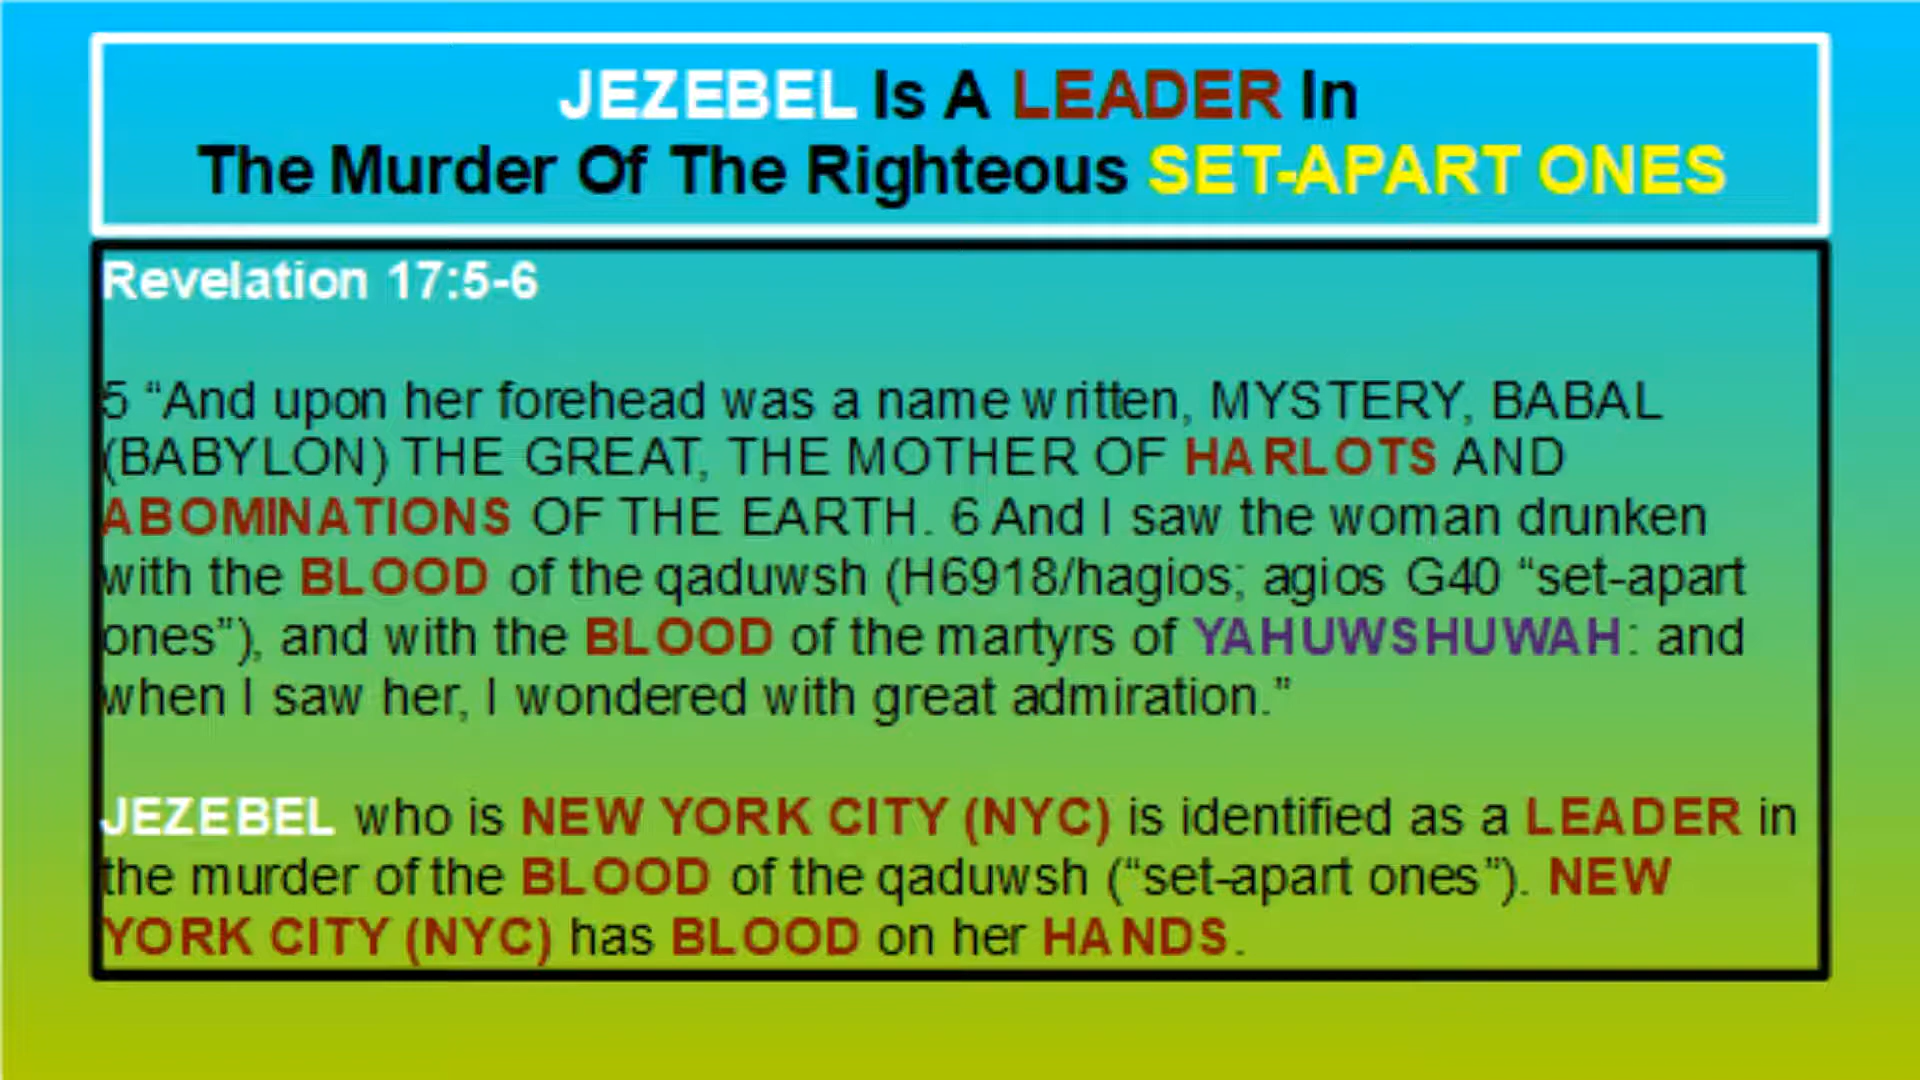 JEZEBEL Is A LEADER In
The Murder Of The Righteous SET-APART ONES
Revelation 17:5-6
5 “And upon her forehead was a name written, MYSTERY, BABAL
(BABYLON) THE GREAT, THE MOTHER OF HARLOTS AND
ABOMINATIONS OF THE EARTH. 6 And I saw the woman drunken
with the BLOOD of the qaduwsh (H6918/hagios; agios G40 “set-apart
ones”), and with the BLOOD of the martyrs of YAHUWSHUWAH: and
when I saw her, I wondered with great admiration.”
JEZEBEL who is NEW YORK CITY (NYC) is identified as a LEADER in
the murder of the BLOOD of the qaduwsh (“set-apart ones”). NEW
YORK CITY (NYC) has BLOOD on her HANDS.